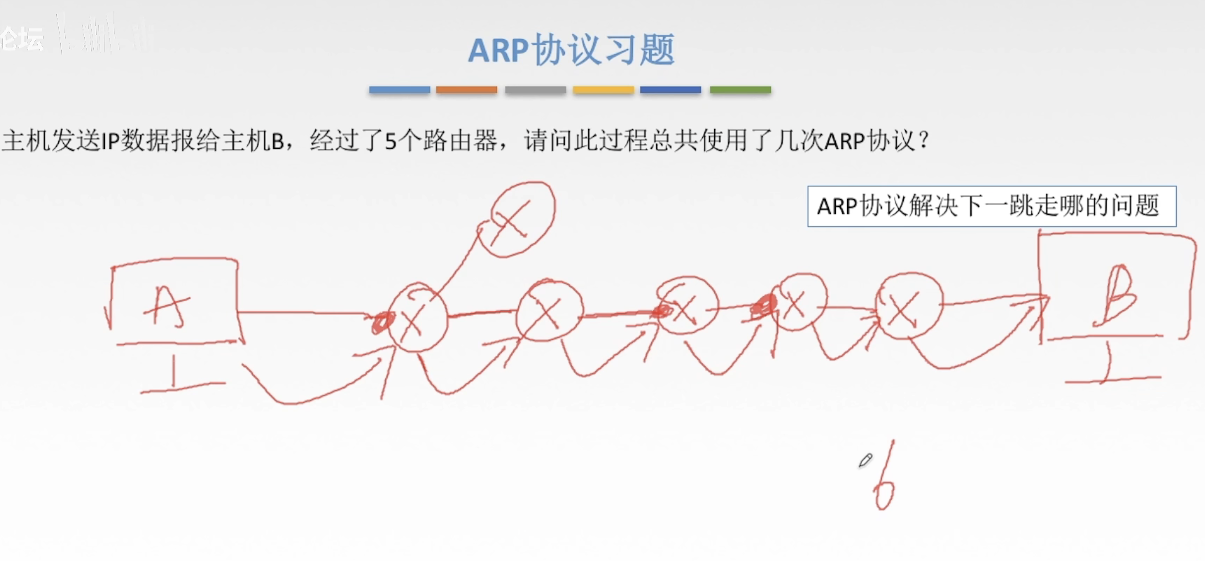 论坛
ARP协议习题
主机发送IP数据报给主机B，经过了5个路由器，请问此过程总共使用了几次ARP协议？
ARP协议解决下一跳走哪的问题
X
A X X X X X B
6